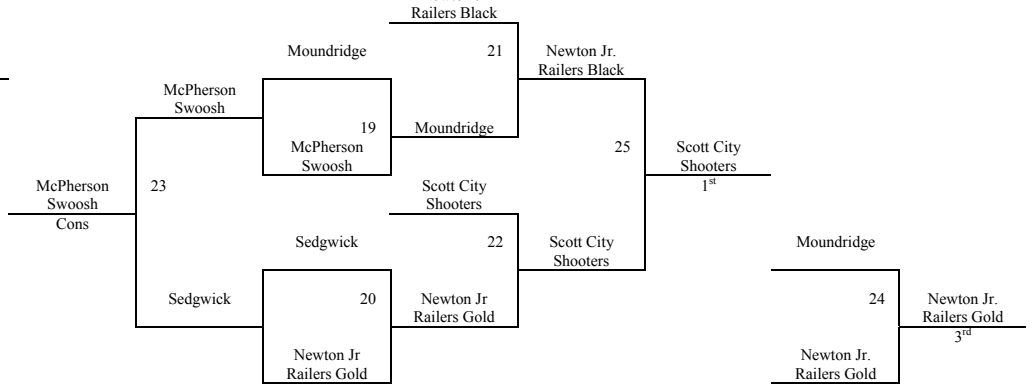 Railers Black
Moundridge
21
Newton Jr.
Railers Black
McPherson
Swoosh
19
Moundridge
McPherson
Swoosh
25
Scott City
Shooters
1st
McPherson
Swoosh
Cons
23
Scott City
Shooters
Sedgwick
22
Scott City
Shooters
Moundridge
Sedgwick
20
Newton Jr
Railers Gold
24
Newton Jr.
Railers Gold
3rd
Newton Jr
Railers Gold
Newton Jr.
Railers Gold